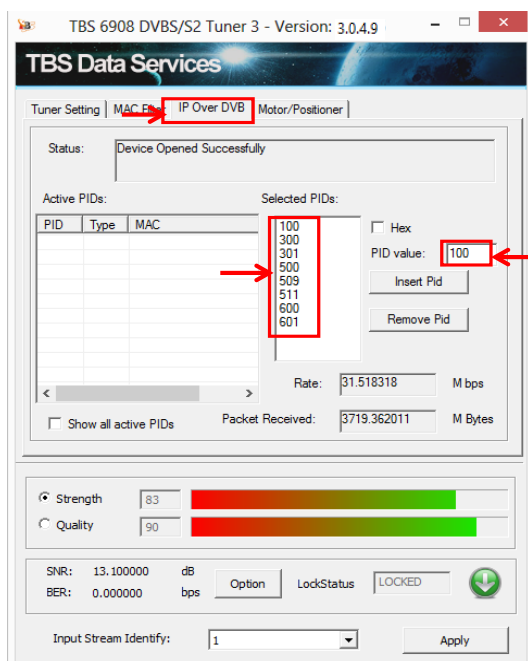 TBS 6908 DVBS/S2 Tuner 3 - Version: 3.0.4.9
TBS Data Services
Tuner Setting MAC Filter IP Over DVB Motor/Positioner
Status: Device Opened Successfully
Active PIDs: Selected PIDs:
PID Type MAC
100
300
301
500
509
511
600
601
Hex
PID value: 100
Insert Pid
Remove Pid
Rate: 31.518318 M bps
Show all active PIDs Packet Received: 3719.362011 M Bytes
Strength 83
Quality 90
SNR: 13.100000 dB
BER: 0.000000 bps
Option LockStatus LOCKED
Input Stream Identify: 1 Apply